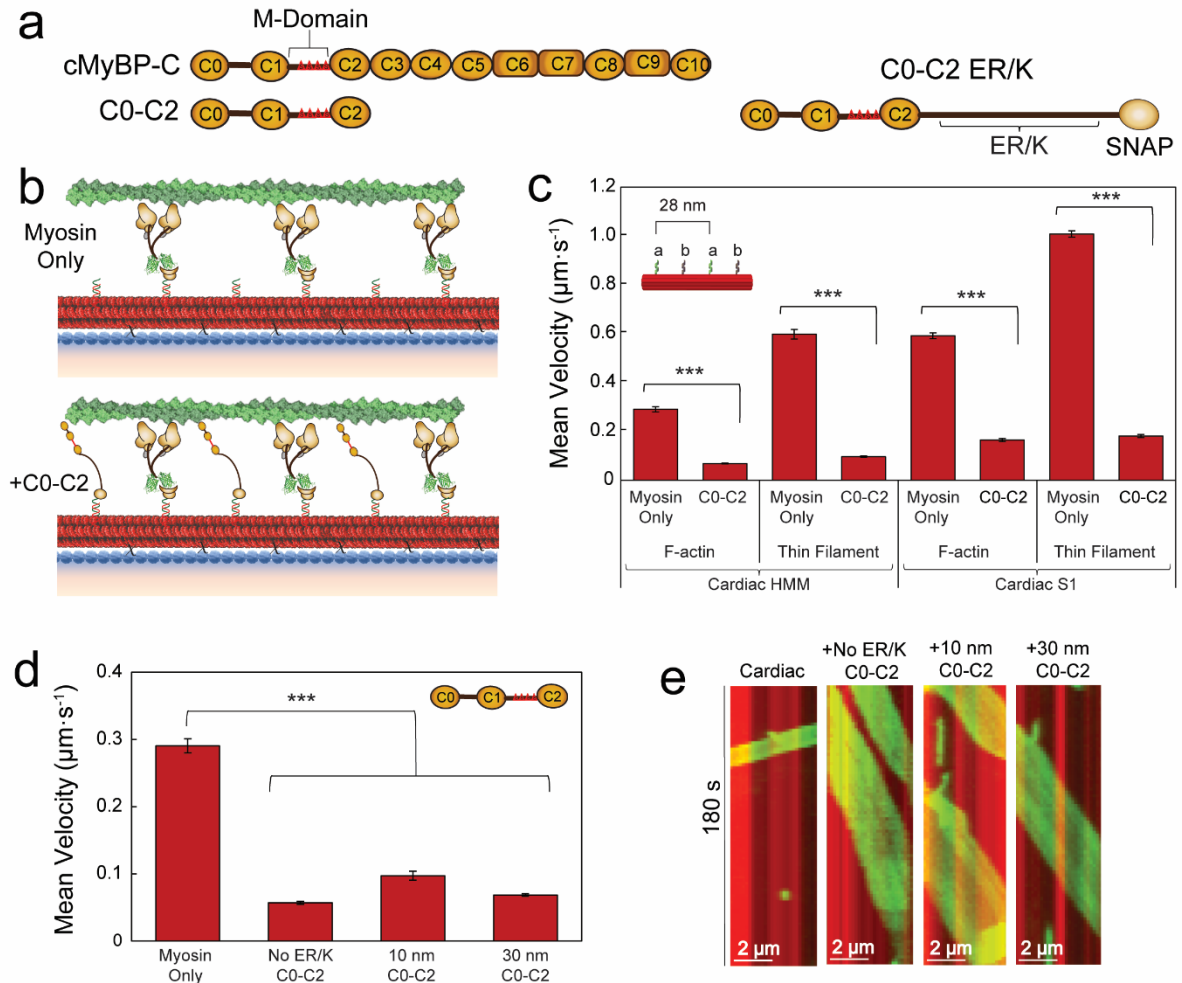 a
M-Domain
cMyBP-C
C0
C1
C2
C3
C4
C5
C6
C7
C8
C9
C10
C0-C2
C0
C1
C2
C0-C2 ER/K
C0
C1
C2
ER/K
SNAP
b
Myosin
Only
+C0-C2
c
Mean Velocity (µm·s⁻¹)
1.2
1.0
0.8
0.6
0.4
0.2
0
28 nm
a
b
a
b
***
***
***
***
Myosin
Only
C0-C2
Myosin
Only
C0-C2
Myosin
Only
C0-C2
Myosin
Only
C0-C2
F-actin
Thin Filament
F-actin
Thin Filament
Cardiac HMM
Cardiac S1
d
Mean Velocity (µm·s⁻¹)
0.4
0.3
0.2
0.1
0
***
C0
C1
C2
Myosin
Only
No ER/K
C0-C2
10 nm
C0-C2
30 nm
C0-C2
e
Cardiac
+No ER/K
C0-C2
+10 nm
C0-C2
+30 nm
C0-C2
180 s
2 µm
2 µm
2 µm
2 µm